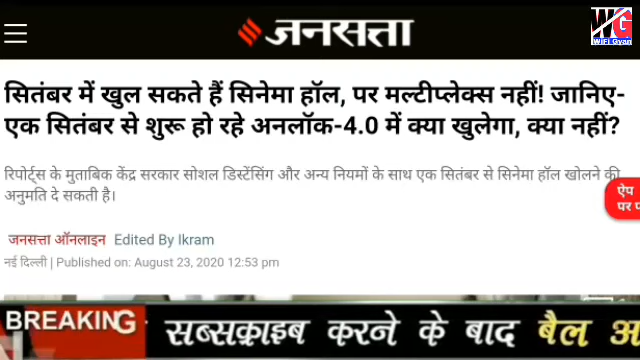 WG
WiFi Gyan
जनसत्ता
सितंबर में खुल सकते हैं सिनेमा हॉल, पर मल्टीप्लेक्स नहीं! जानिए-
एक सितंबर से शुरू हो रहे अनलॉक-4.0 में क्या खुलेगा, क्या नहीं?
रिपोर्ट्स के मुताबिक केंद्र सरकार सोशल डिस्टेंसिंग और अन्य नियमों के साथ एक सितंबर से सिनेमा हॉल खोलने की
अनुमति दे सकती है।
ऐप
पर प
जनसत्ता ऑनलाइन Edited By Ikram
नई दिल्ली | Published on: August 23, 2020 12:53 pm
BREAKING सब्सक्राइब करने के बाद बैल अ